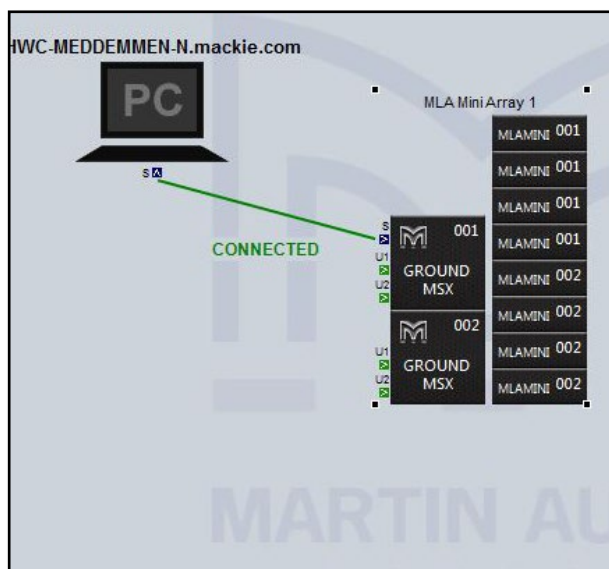 HWC-MEDDEMMEN-N.mackie.com
PC
S
CONNECTED
MLA Mini Array 1
S
U1
U2
001
GROUND
MSX
U1
U2
002
GROUND
MSX
MLAMINI 001
MLAMINI 001
MLAMINI 001
MLAMINI 001
MLAMINI 002
MLAMINI 002
MLAMINI 002
MLAMINI 002
MARTIN AU